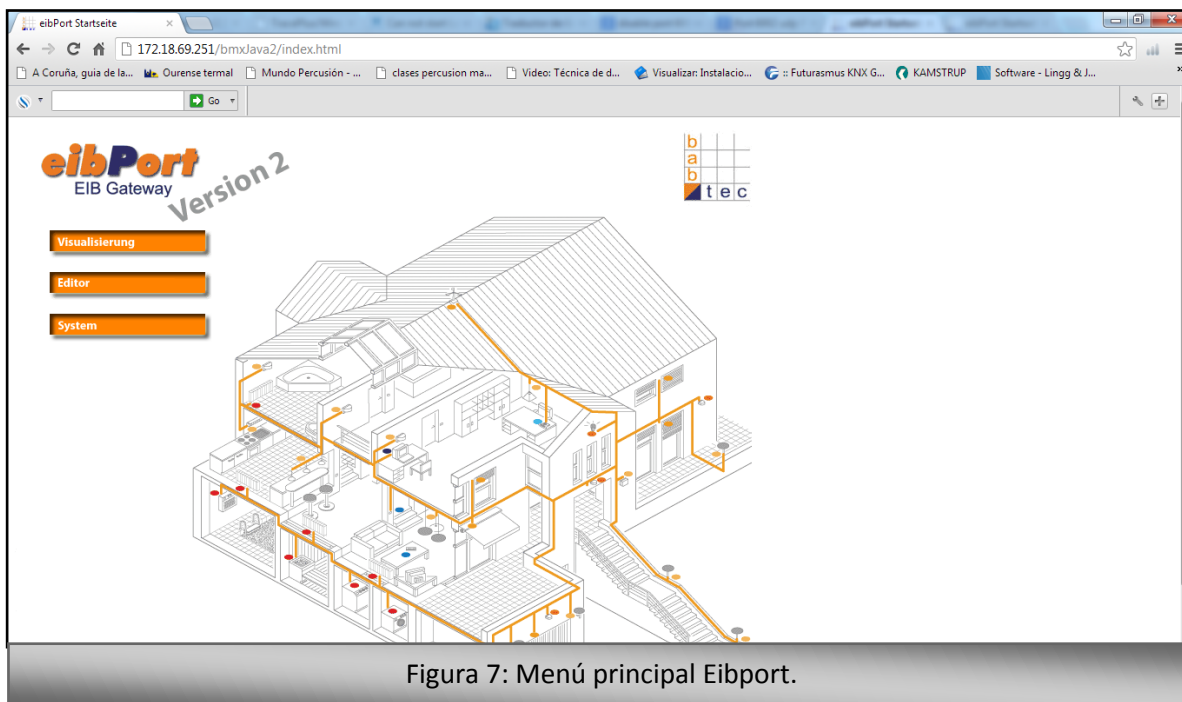 eibPort Startseite
172.18.69.251/bmxJava2/index.html
A Coruña, guia de la...
Ourense termal
Mundo Percusión - ...
clases percusion ma...
Video: Técnica de d...
Visualizar: Instalacio...
:: Futurasmus KNX G...
KAMSTRUP
Software - Lingg & J...
Go
eibPort
EIB Gateway
Version 2
bab
tec
Visualisierung
Editor
System
Figura 7: Menú principal Eibport.